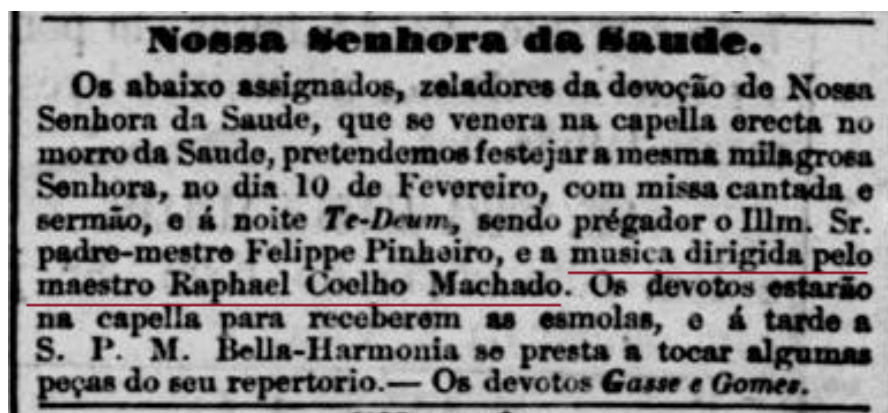 Nossa Senhora da Saude.
Os abaixo assignados, zeladores da devoção de Nossa
Senhora da Saude, que se venera na capella erecta no
morro da Saude, pretendemos festejar a mesma milagrosa
Senhora, no dia 10 de Fevereiro, com missa cantada e
sermão, e á noite Te-Deum, sendo prégador o Illm. Sr.
padre-mestre Felippe Pinheiro, e a musica dirigida pelo
maestro Raphael Coelho Machado. Os devotos estarão
na capella para receberem as esmolas, e á tarde a
S. P. M. Bella-Harmonia se presta a tocar algumas
peças do seu repertorio.— Os devotos Gasse e Gomes.